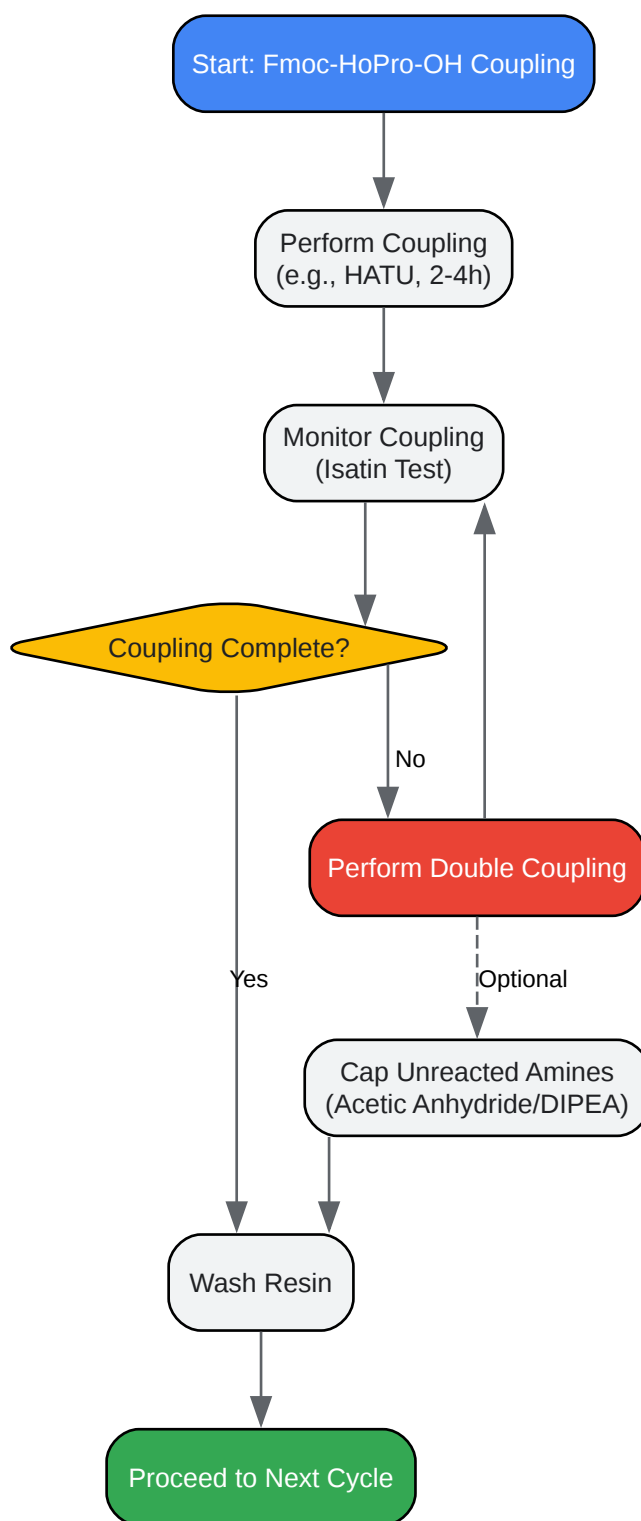 Start: Fmoc-HoPro-OH Coupling
Perform Coupling
(e.g., HATU, 2-4h)
Monitor Coupling
(Isatin Test)
Coupling Complete?
No
Perform Double Coupling
Yes
Optional
Cap Unreacted Amines
(Acetic Anhydride/DIPEA)
Wash Resin
Proceed to Next Cycle